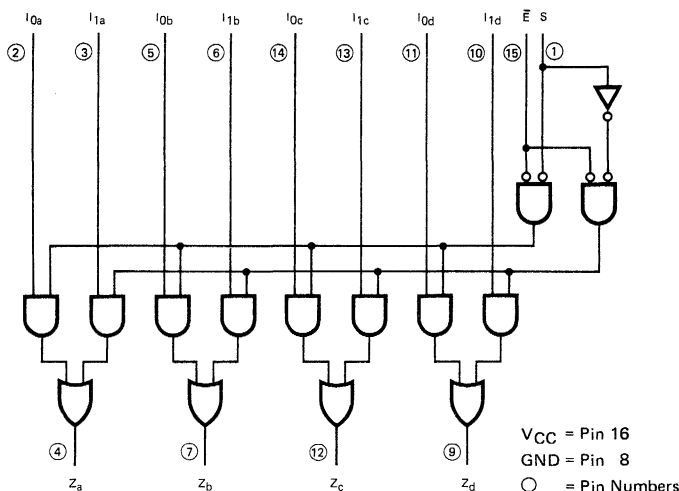 I0a I1a I0b I1b I0c I1c I0d I1d E̅ S
2 3 5 6 14 13 11 10 15 1
4 7 12 9
Za Zb Zc Zd
VCC = Pin 16
GND = Pin 8
○ = Pin Numbers